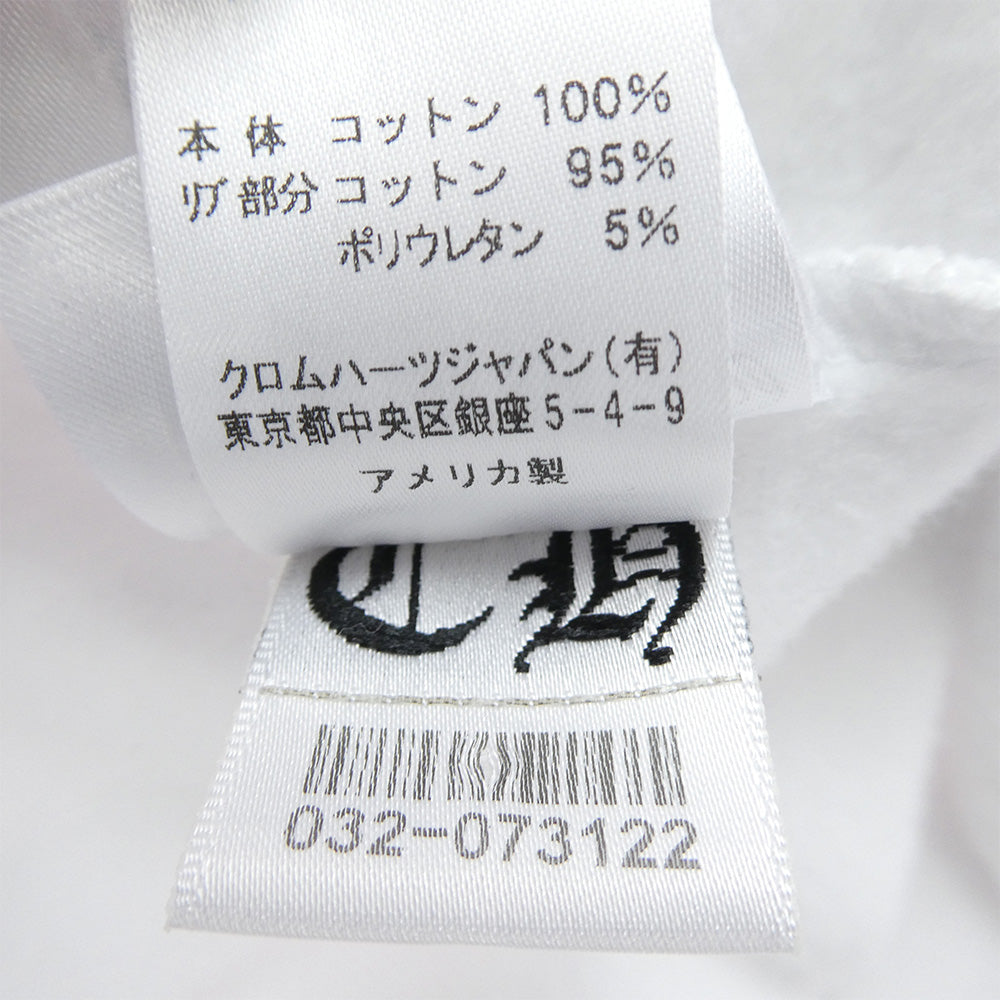 本体 コットン 100%
リブ部分 コットン 95%
ポリウレタン 5%
クロムハーツジャパン(有)
東京都中央区銀座5-4-9
アメリカ製
CH
032-073122